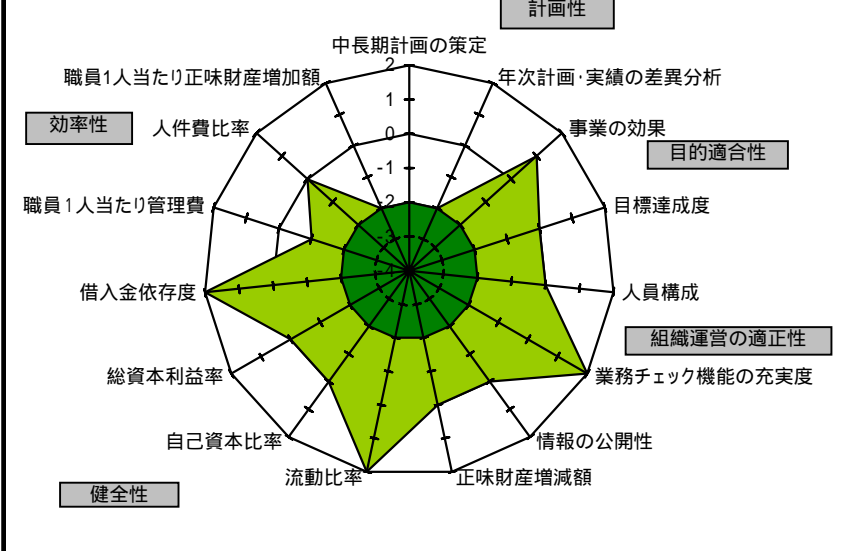 計画性
中長期計画の策定
2
職員1人当たり正味財産増加額
年次計画・実績の差異分析
1
効率性
人件費比率
0
事業の効果
目的適合性
-1
職員1人当たり管理費
-2
目標達成度
-3
-4
借入金依存度
人員構成
組織運営の適正性
総資本利益率
業務チェック機能の充実度
自己資本比率
情報の公開性
流動比率
正味財産増減額
健全性